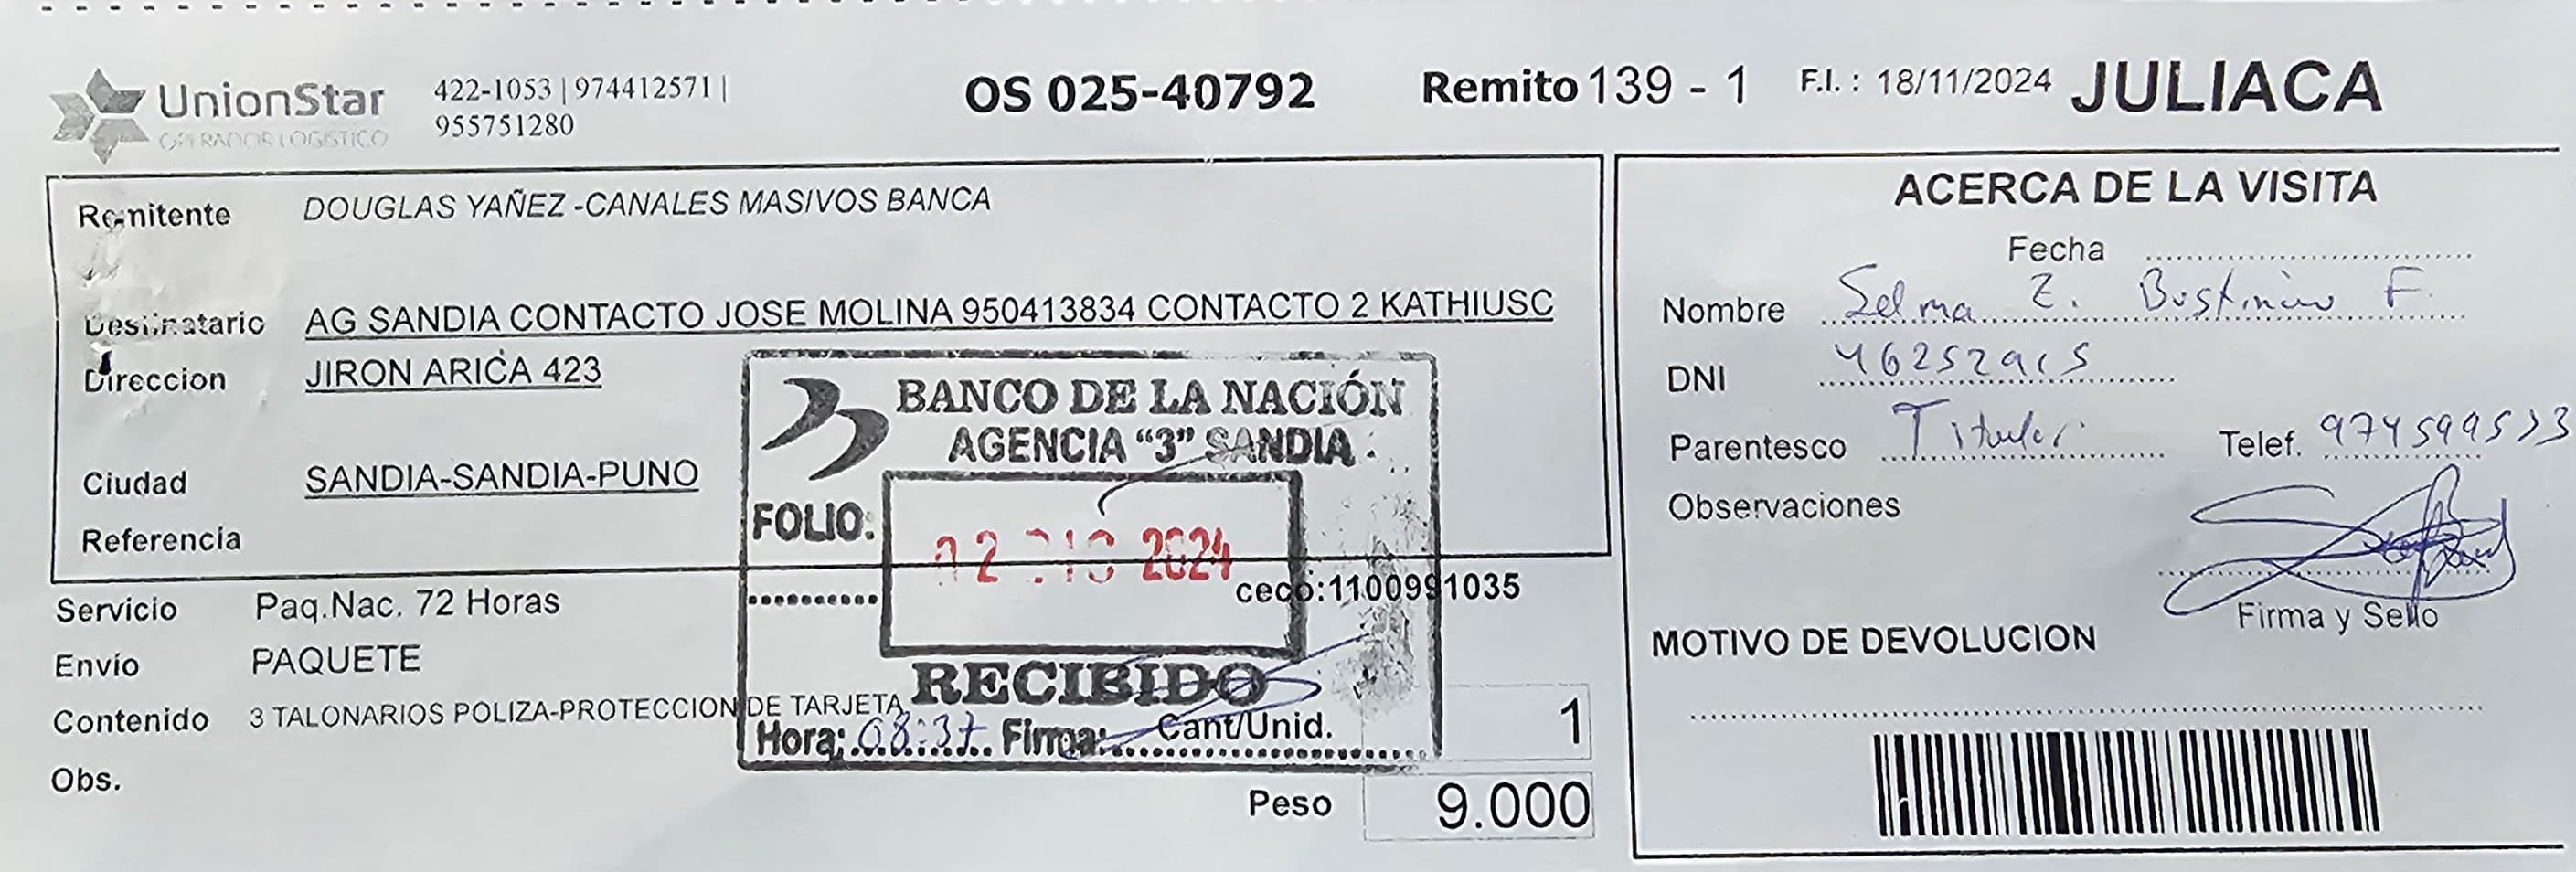 UnionStar
OPERADOR LOGISTICO
422-1053 | 974412571 |
955751280
OS 025-40792
Remito 139 - 1
F.I. : 18/11/2024
JULIACA
Remitente DOUGLAS YAÑEZ -CANALES MASIVOS BANCA
Destinatario AG SANDIA CONTACTO JOSE MOLINA 950413834 CONTACTO 2 KATHIUSC
Direccion JIRON ARICA 423
Ciudad SANDIA-SANDIA-PUNO
Referencia
ceco:1100991035
Servicio Paq.Nac. 72 Horas
Envío PAQUETE
Contenido 3 TALONARIOS POLIZA-PROTECCION DE TARJETA
Obs.
Cant/Unid. 1
Peso 9.000
BANCO DE LA NACIÓN
AGENCIA "3" SANDIA
FOLIO:
02 DIC 2024
RECIBIDO
Hora: 08:37 Firma:
ACERCA DE LA VISITA
Fecha
Nombre Selma Z. F.
DNI
Parentesco Titular
Telef.
Observaciones
Firma y Sello
MOTIVO DE DEVOLUCION